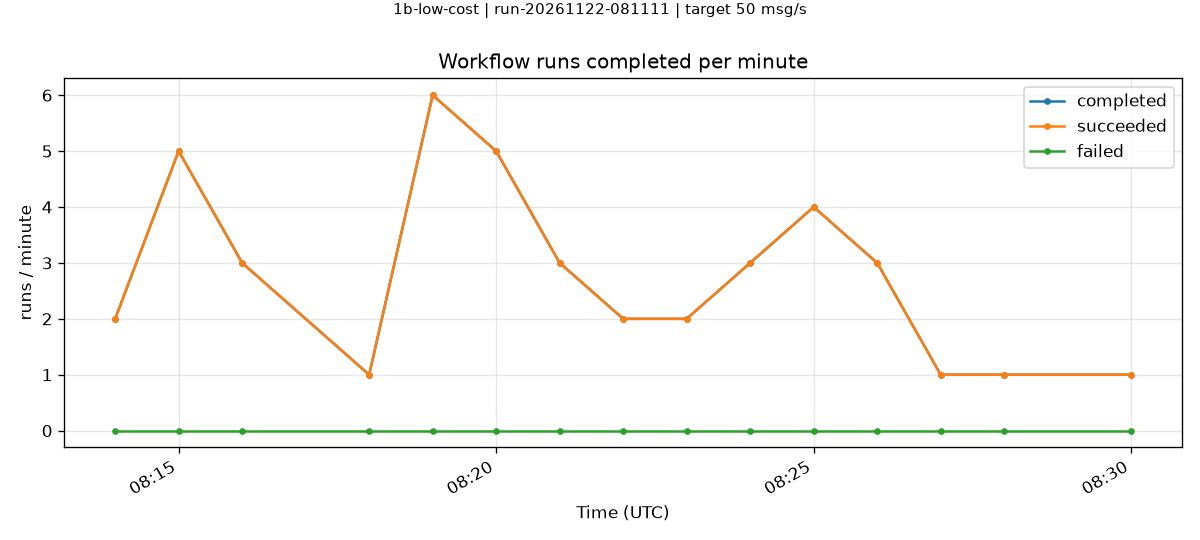 1b-low-cost | run-20261122-081111 | target 50 msg/s
Workflow runs completed per minute
completed
succeeded
failed
runs / minute
6
5
4
3
2
1
0
08:15
08:20
08:25
08:30
Time (UTC)